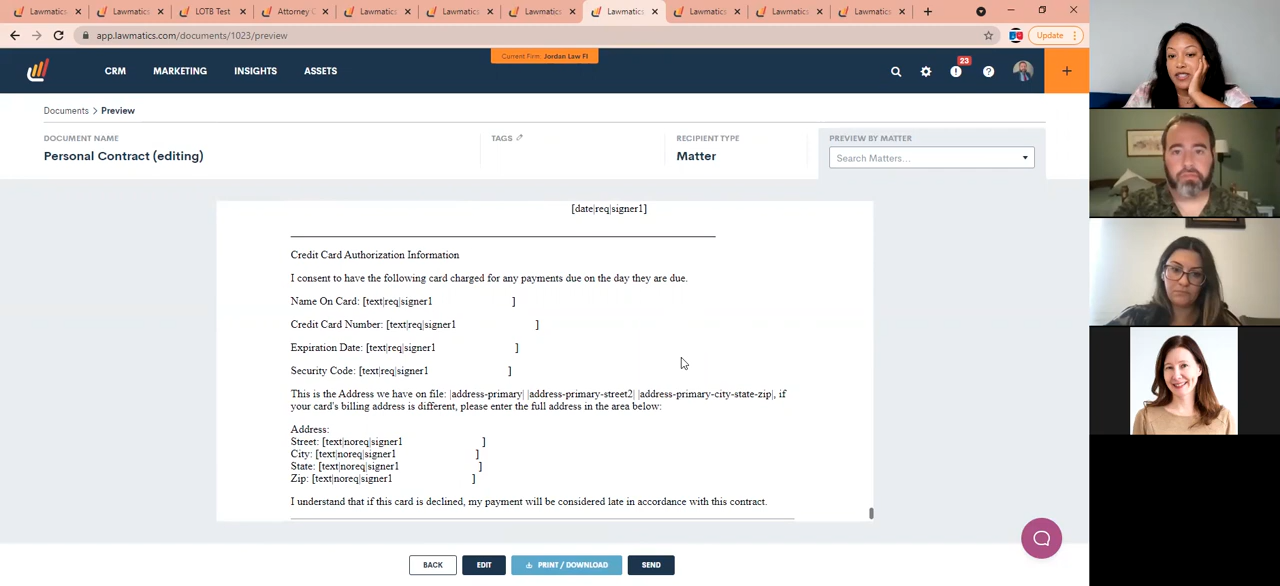 Lawmatics
Lawmatics
LOTB Test
Attorney C
Lawmatics
Lawmatics
Lawmatics
Lawmatics
Lawmatics
Lawmatics
Lawmatics
app.lawmatics.com/documents/1023/preview
Update
Current Firm: Jordan Law Fl
CRM
MARKETING
INSIGHTS
ASSETS
23
Documents > Preview
DOCUMENT NAME
Personal Contract (editing)
TAGS
RECIPIENT TYPE
Matter
PREVIEW BY MATTER
Search Matters...
[date|req|signer1]
Credit Card Authorization Information
I consent to have the following card charged for any payments due on the day they are due.
Name On Card: [text|req|signer1 ]
Credit Card Number: [text|req|signer1 ]
Expiration Date: [text|req|signer1 ]
Security Code: [text|req|signer1 ]
This is the Address we have on file: |address-primary| |address-primary-street2| |address-primary-city-state-zip|, if
your card's billing address is different, please enter the full address in the area below:
Address:
Street: [text|noreq|signer1 ]
City: [text|noreq|signer1 ]
State: [text|noreq|signer1 ]
Zip: [text|noreq|signer1 ]
I understand that if this card is declined, my payment will be considered late in accordance with this contract.
BACK
EDIT
PRINT / DOWNLOAD
SEND